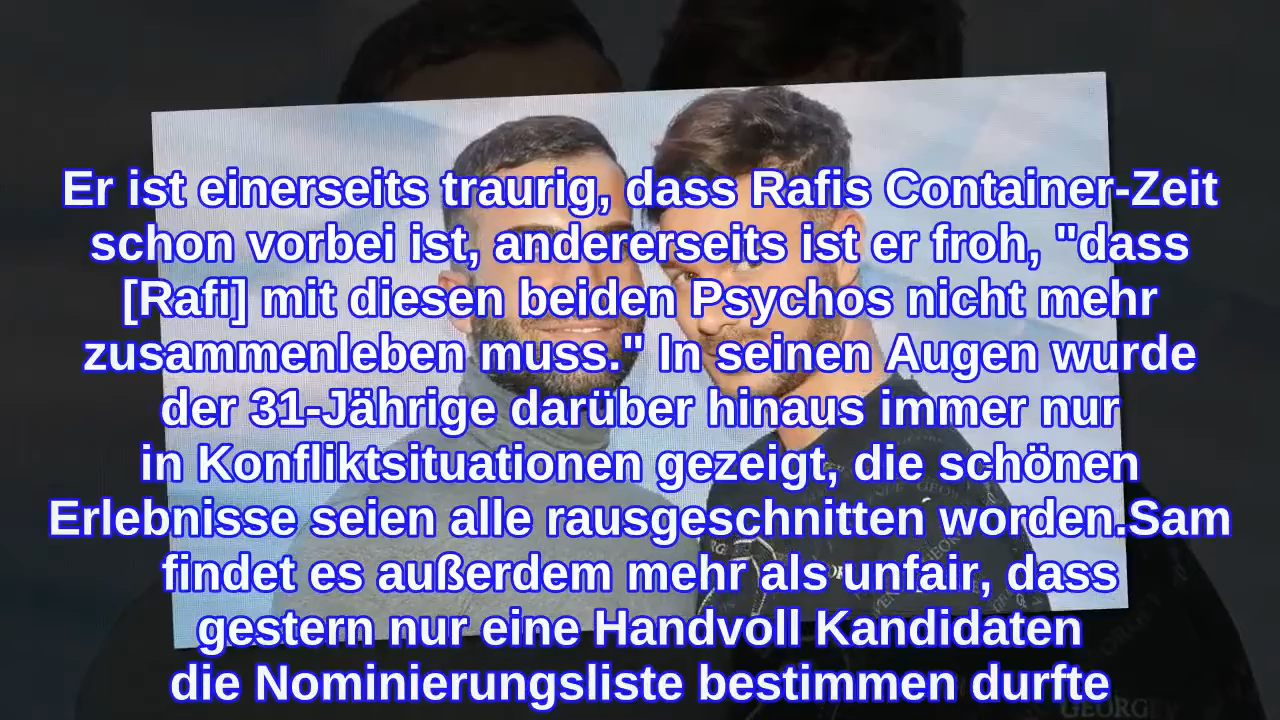 Er ist einerseits traurig, dass Rafis Container-Zeit
schon vorbei ist, andererseits ist er froh, "dass
[Rafi] mit diesen beiden Psychos nicht mehr
zusammenleben muss." In seinen Augen wurde
der 31-Jährige darüber hinaus immer nur
in Konfliktsituationen gezeigt, die schönen
Erlebnisse seien alle rausgeschnitten worden.Sam
findet es außerdem mehr als unfair, dass
gestern nur eine Handvoll Kandidaten
die Nominierungsliste bestimmen durfte